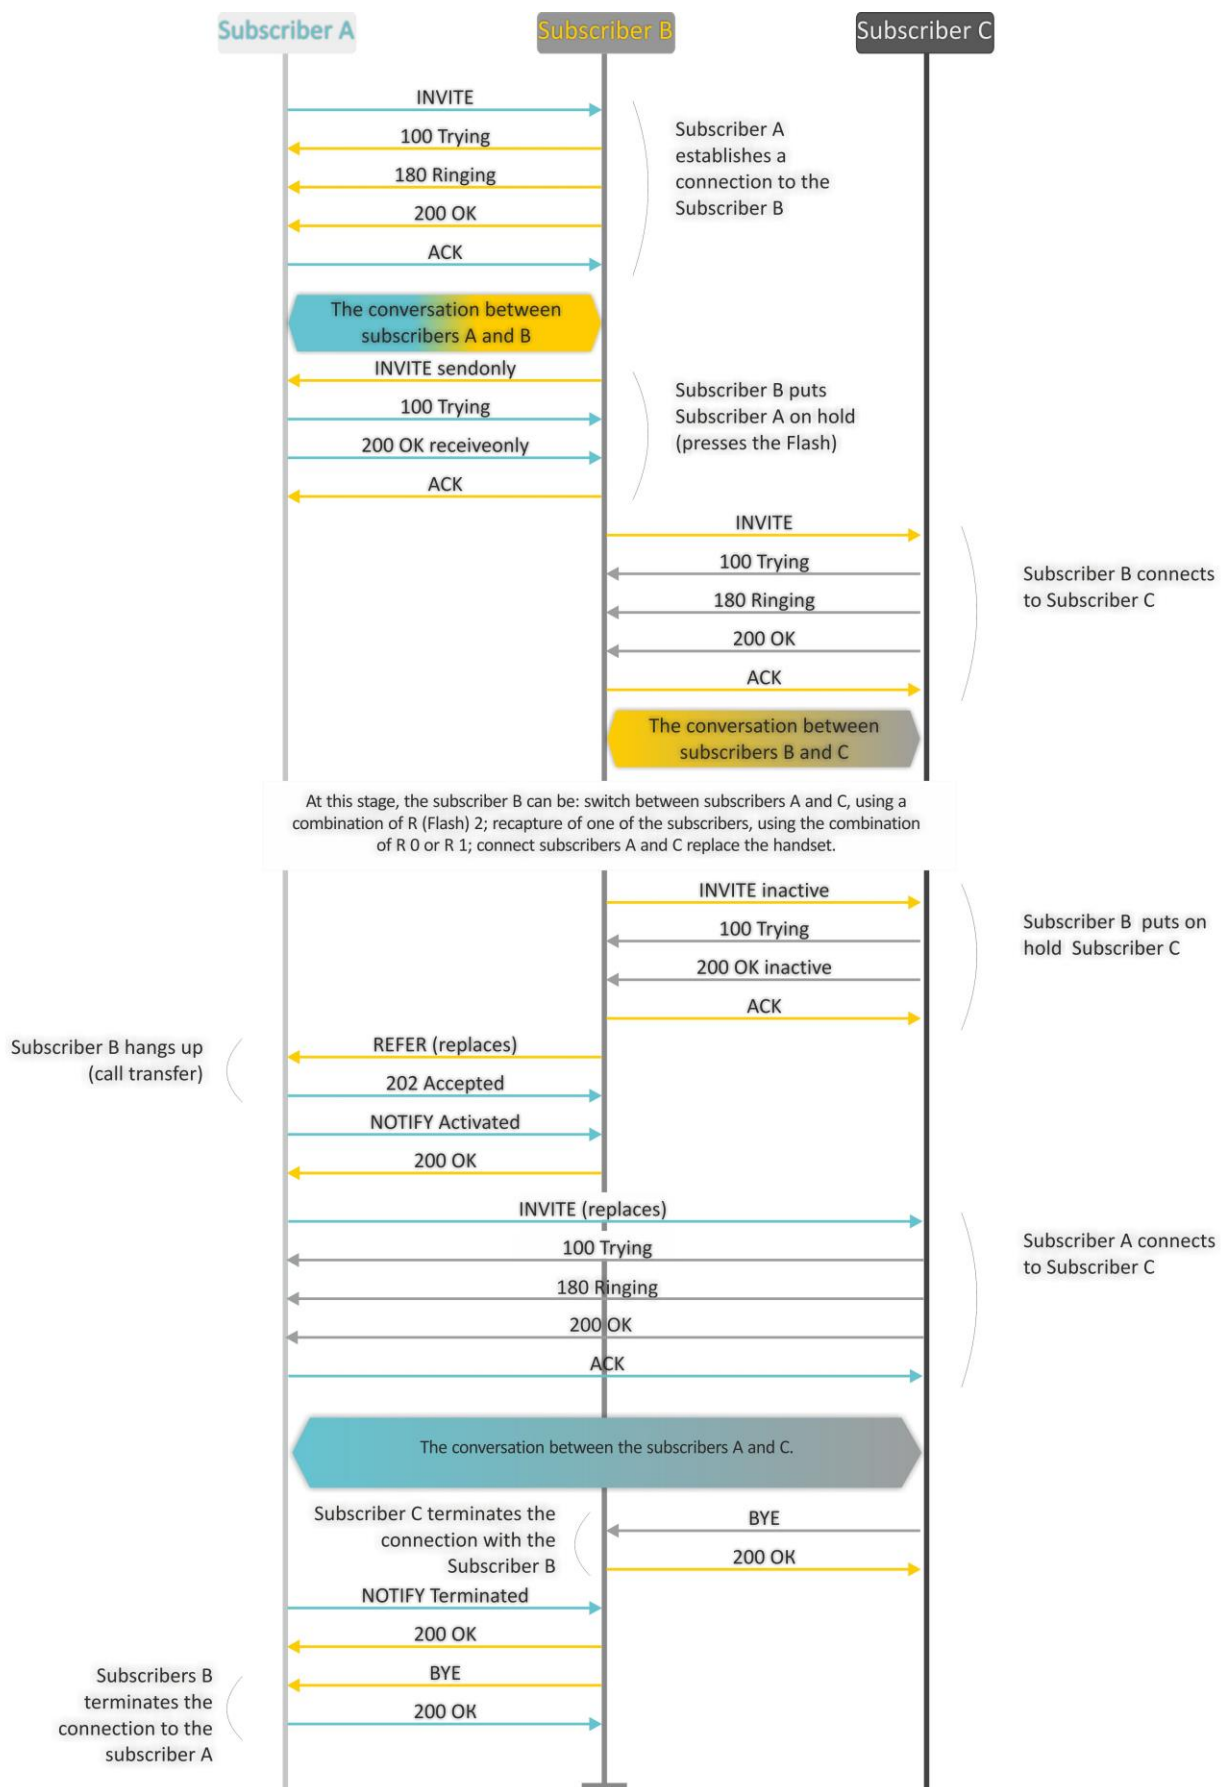 Subscriber A
Subscriber B
Subscriber C
INVITE
100 Trying
180 Ringing
200 OK
ACK
Subscriber A
establishes a
connection to the
Subscriber B
The conversation between
subscribers A and B
INVITE sendonly
100 Trying
200 OK receiveonly
ACK
Subscriber B puts
Subscriber A on hold
(presses the Flash)
INVITE
100 Trying
180 Ringing
200 OK
ACK
Subscriber B connects
to Subscriber C
The conversation between
subscribers B and C
At this stage, the subscriber B can be: switch between subscribers A and C, using a
combination of R (Flash) 2; recapture of one of the subscribers, using the combination
of R 0 or R 1; connect subscribers A and C replace the handset.
INVITE inactive
100 Trying
200 OK inactive
ACK
Subscriber B puts on
hold Subscriber C
Subscriber B hangs up
(call transfer)
REFER (replaces)
202 Accepted
NOTIFY Activated
200 OK
INVITE (replaces)
100 Trying
180 Ringing
200 OK
ACK
Subscriber A connects
to Subscriber C
The conversation between the subscribers A and C.
Subscriber C terminates the
connection with the
Subscriber B
BYE
200 OK
NOTIFY Terminated
200 OK
BYE
200 OK
Subscribers B
terminates the
connection to the
subscriber A